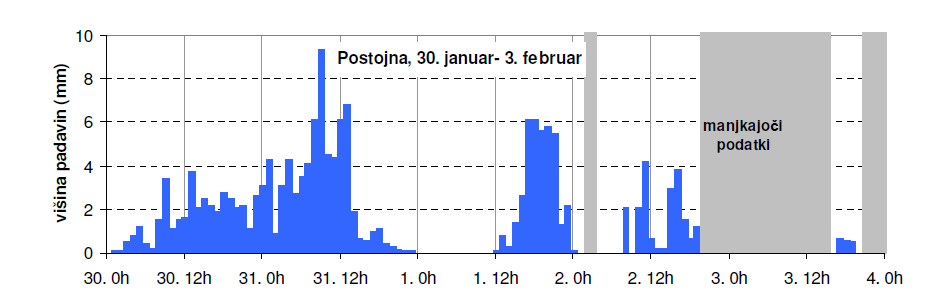 Postojna, 30. januar- 3. februar
višina padavin (mm)
10
8
6
4
2
0
manjkajoči
podatki
30. 0h 30. 12h 31. 0h 31. 12h 1. 0h 1. 12h 2. 0h 2. 12h 3. 0h 3. 12h 4. 0h